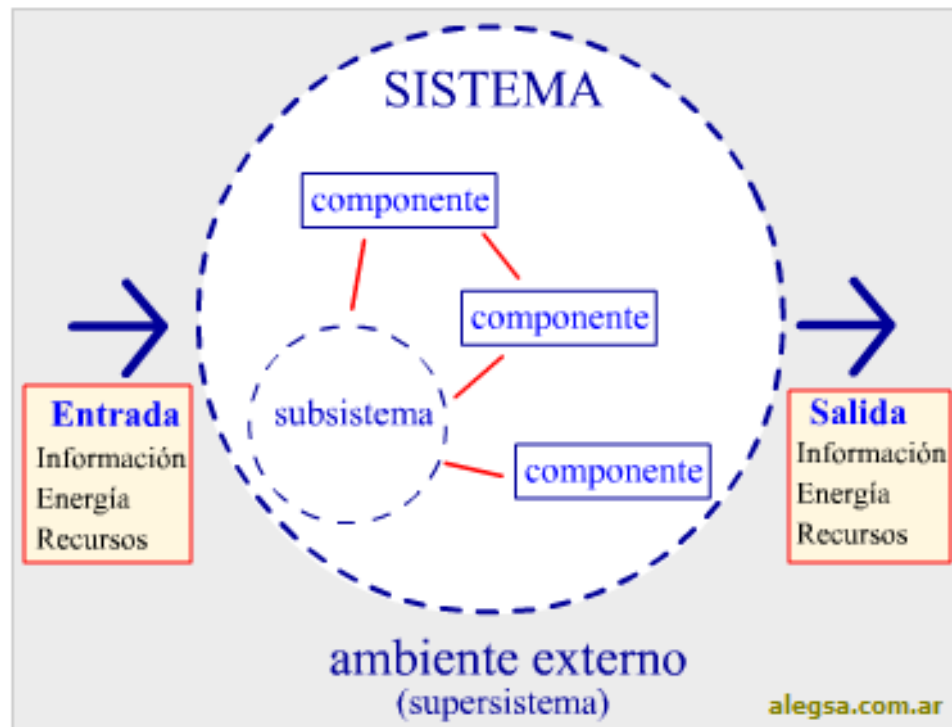 SISTEMA
componente
componente
subsistema
componente
Entrada
Información
Energía
Recursos
Salida
Información
Energía
Recursos
ambiente externo
(supersistema)
alegsa.com.ar